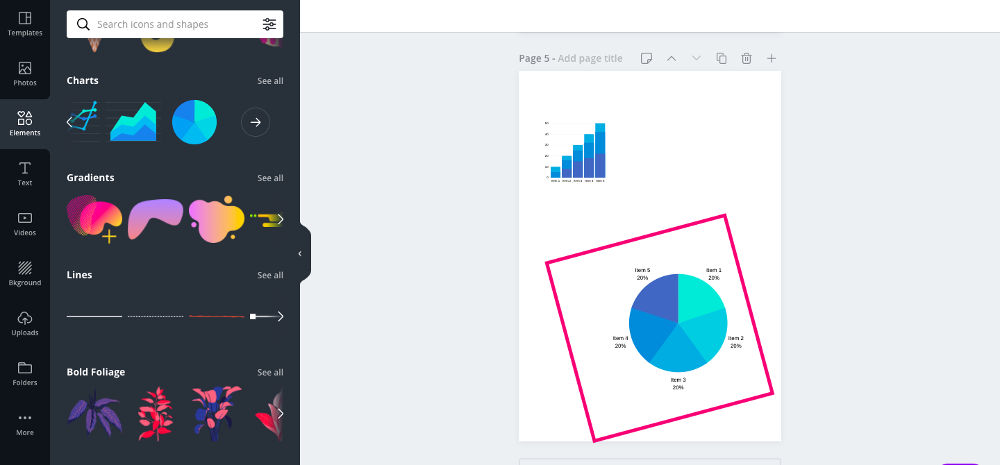 Templates
Photos
Elements
Text
Videos
Bkground
Uploads
Folders
More
Search icons and shapes
Charts See all
Gradients See all
Lines See all
Bold Foliage See all
Page 5 - Add page title
50
40
30
20
10
0
Item 1 Item 2 Item 3 Item 4 Item 5
Item 5
20%
Item 1
20%
Item 4
20%
Item 2
20%
Item 3
20%